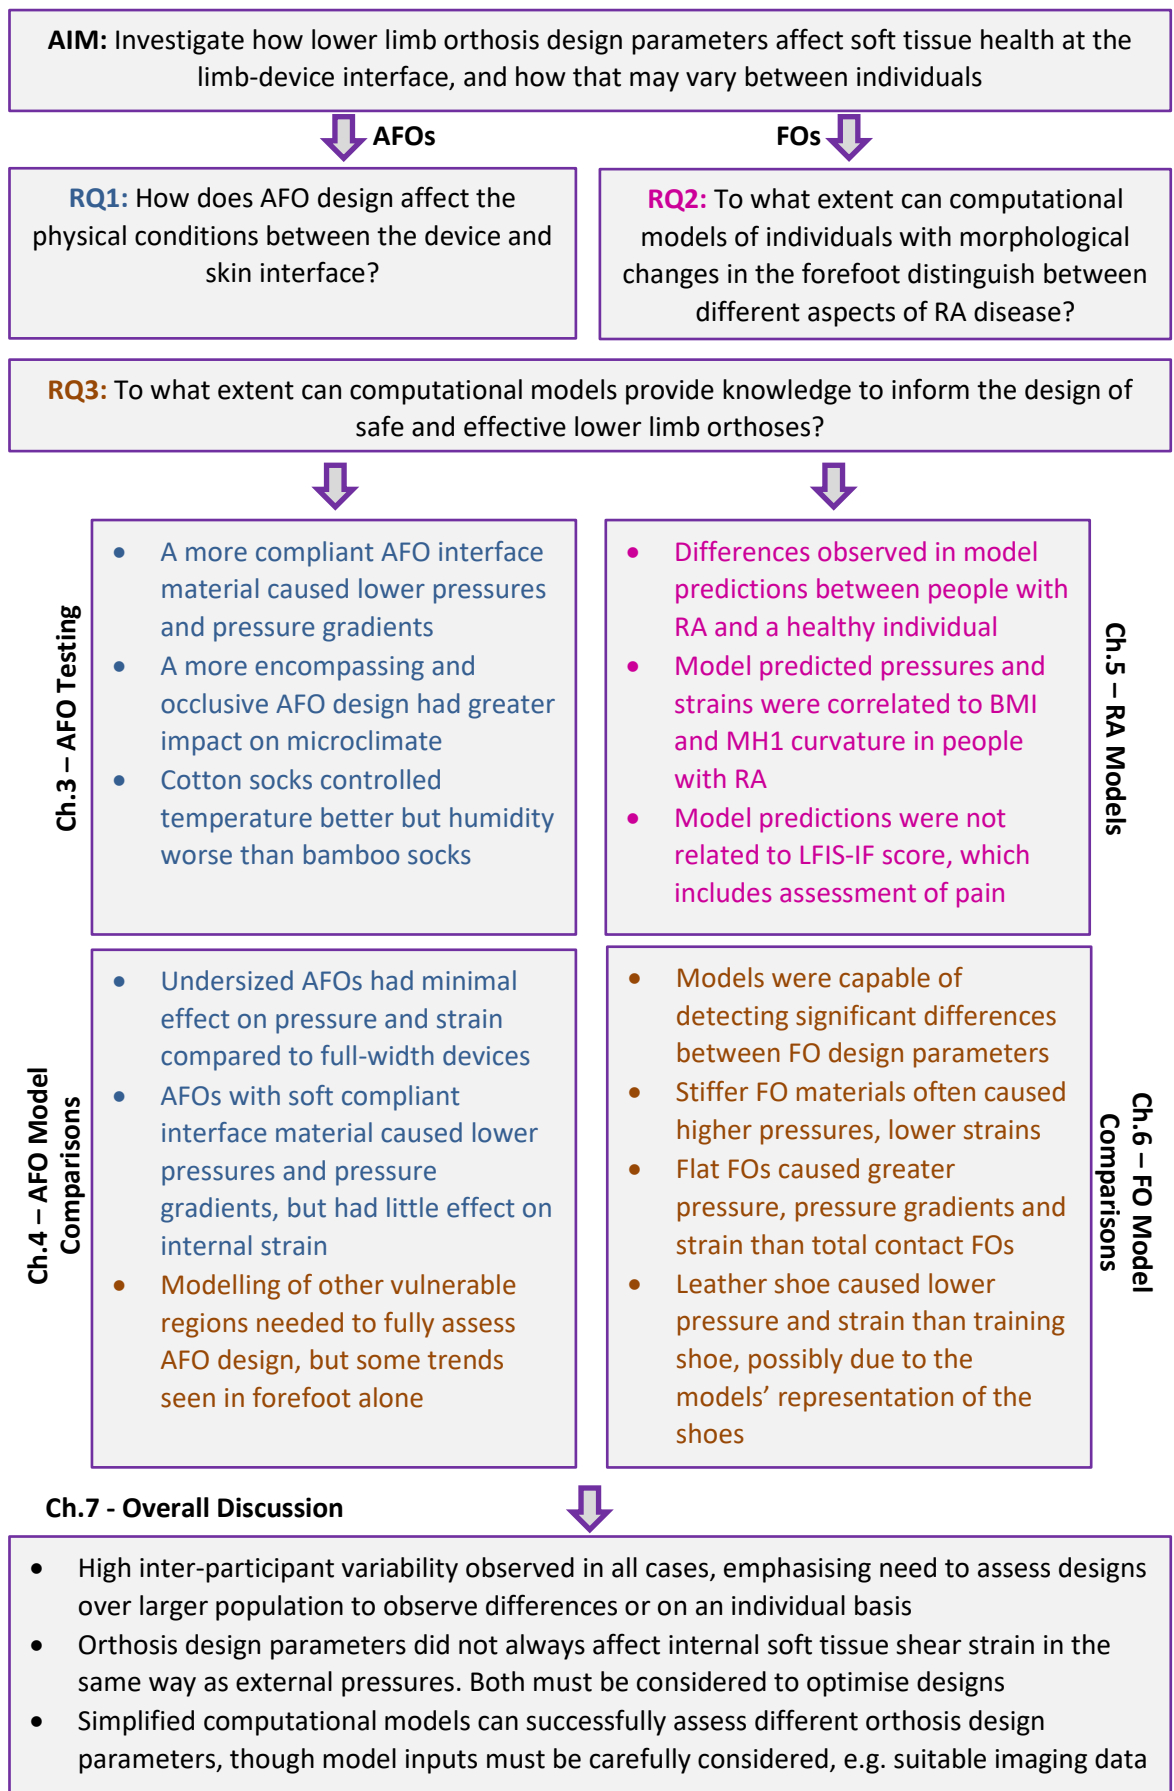 AIM: Investigate how lower limb orthosis design parameters affect soft tissue health at the
limb-device interface, and how that may vary between individuals
AFOs
FOs
RQ1: How does AFO design affect the
physical conditions between the device and
skin interface?
RQ2: To what extent can computational
models of individuals with morphological
changes in the forefoot distinguish between
different aspects of RA disease?
RQ3: To what extent can computational models provide knowledge to inform the design of
safe and effective lower limb orthoses?
Ch.3 – AFO Testing
• A more compliant AFO interface
material caused lower pressures
and pressure gradients
• A more encompassing and
occlusive AFO design had greater
impact on microclimate
• Cotton socks controlled
temperature better but humidity
worse than bamboo socks
• Differences observed in model
predictions between people with
RA and a healthy individual
• Model predicted pressures and
strains were correlated to BMI
and MH1 curvature in people
with RA
• Model predictions were not
related to LFIS-IF score, which
includes assessment of pain
Ch.5 – RA Models
Ch.4 – AFO Model
Comparisons
• Undersized AFOs had minimal
effect on pressure and strain
compared to full-width devices
• AFOs with soft compliant
interface material caused lower
pressures and pressure
gradients, but had little effect on
internal strain
• Modelling of other vulnerable
regions needed to fully assess
AFO design, but some trends
seen in forefoot alone
• Models were capable of
detecting significant differences
between FO design parameters
• Stiffer FO materials often caused
higher pressures, lower strains
• Flat FOs caused greater
pressure, pressure gradients and
strain than total contact FOs
• Leather shoe caused lower
pressure and strain than training
shoe, possibly due to the
models’ representation of the
shoes
Ch.6 – FO Model
Comparisons
Ch.7 - Overall Discussion
• High inter-participant variability observed in all cases, emphasising need to assess designs
over larger population to observe differences or on an individual basis
• Orthosis design parameters did not always affect internal soft tissue shear strain in the
same way as external pressures. Both must be considered to optimise designs
• Simplified computational models can successfully assess different orthosis design
parameters, though model inputs must be carefully considered, e.g. suitable imaging data